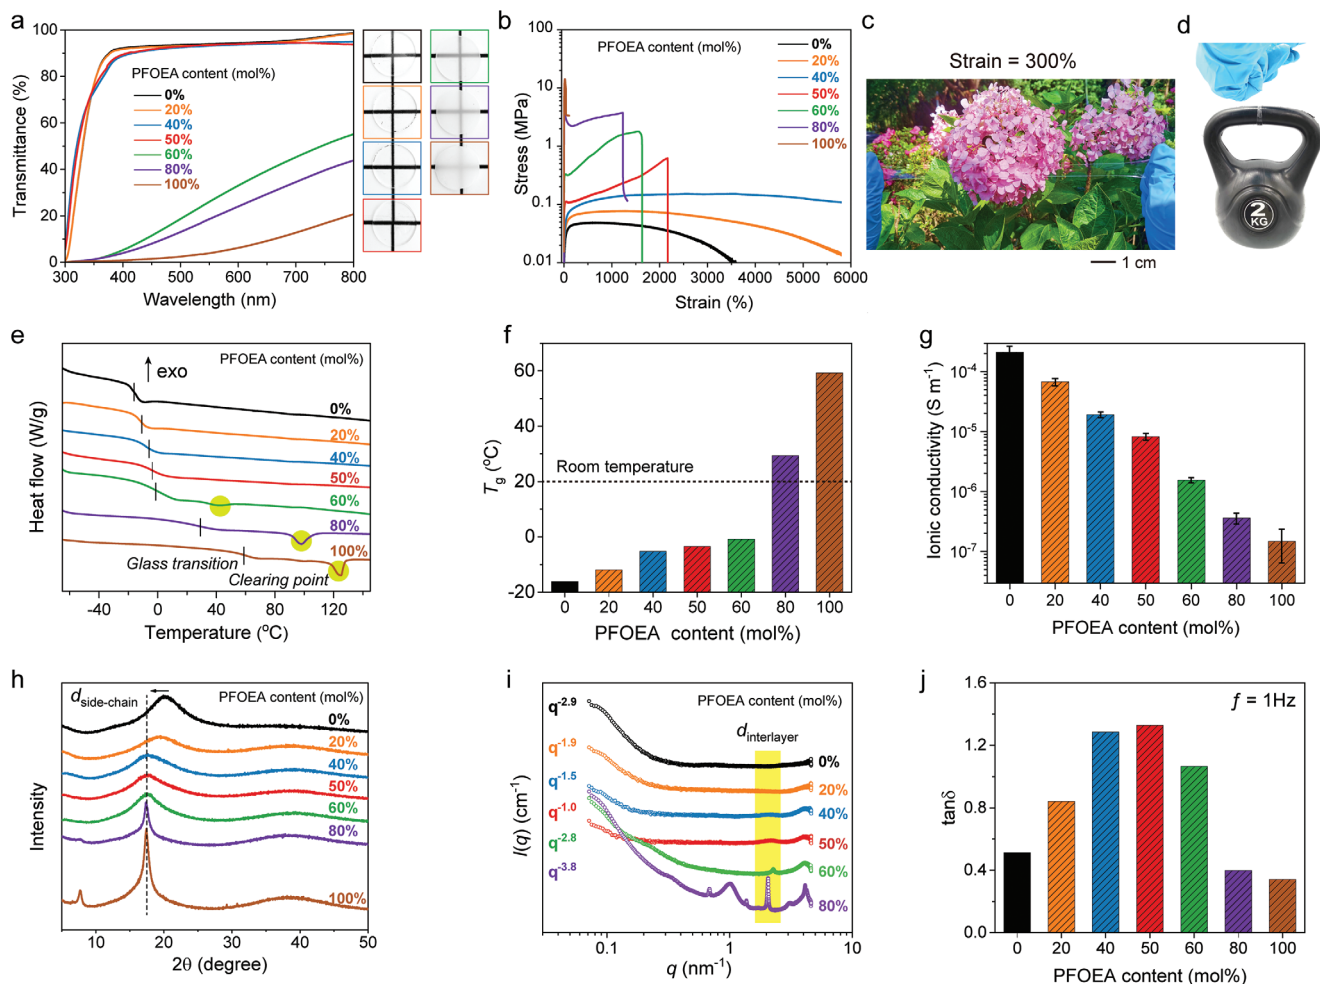 a
Transmittance (%)
100
80
60
40
20
0
PFOEA content (mol%)
0%
20%
40%
50%
60%
80%
100%
300 400 500 600 700 800
Wavelength (nm)
b
Stress (MPa)
100
10
1
0.1
0.01
PFOEA content (mol%)
0%
20%
40%
50%
60%
80%
100%
0 1000 2000 3000 4000 5000 6000
Strain (%)
c
Strain = 300%
1 cm
d
2
KG
e
Heat flow (W/g)
exo
PFOEA content (mol%)
0%
20%
40%
50%
60%
80%
100%
Glass transition
Clearing point
-40 0 40 80 120
Temperature (ºC)
f
Tg (ºC)
60
40
20
0
-20
Room temperature
0 20 40 50 60 80 100
PFOEA content (mol%)
g
Ionic conductivity (S m⁻¹)
10⁻⁴
10⁻⁵
10⁻⁶
10⁻⁷
0 20 40 50 60 80 100
PFOEA content (mol%)
h
Intensity
dside-chain
PFOEA content (mol%)
0%
20%
40%
50%
60%
80%
100%
10 20 30 40 50
2θ (degree)
i
I(q) (cm⁻¹)
PFOEA content (mol%)
q⁻²·⁹
q⁻¹·⁹
q⁻¹·⁵
q⁻¹·⁰
q⁻²·⁸
q⁻³·⁸
dinterlayer
0%
20%
40%
50%
60%
80%
0.1 1 10
q (nm⁻¹)
j
tanδ
1.6
1.2
0.8
0.4
0.0
f = 1Hz
0 20 40 50 60 80 100
PFOEA content (mol%)